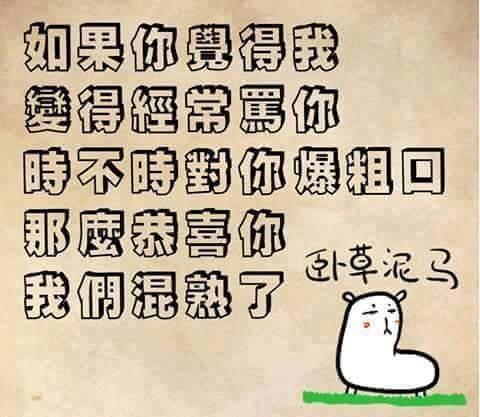 如果你覺得我
變得經常罵你
時不時對你爆粗口
那麼恭喜你
我們混熟了
卧草泥马